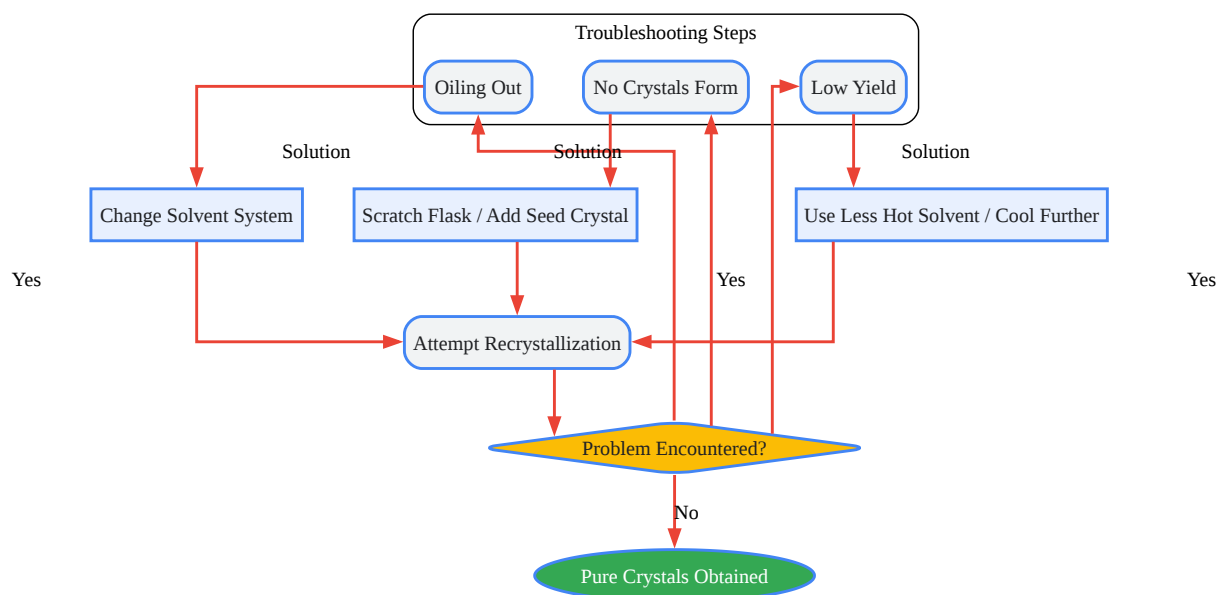 Troubleshooting Steps
Oiling Out
No Crystals Form
Low Yield
Solution
Solution
Solution
Change Solvent System
Scratch Flask / Add Seed Crystal
Use Less Hot Solvent / Cool Further
Yes
Yes
Yes
Attempt Recrystallization
Problem Encountered?
No
Pure Crystals Obtained